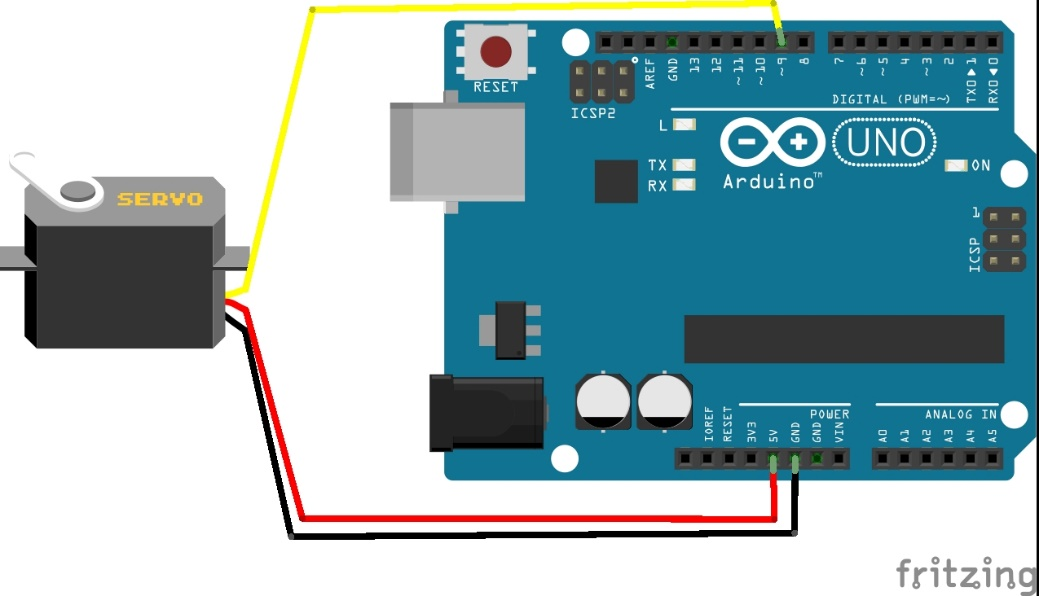 RESET
ICSP2
AREF
GND
13
12
~11
~10
~9
8
7
~6
~5
4
~3
2
TX0▶1
RX0◀0
DIGITAL (PWM=~)
L
TX
RX
Arduino™
UNO
ON
1
ICSP
SERVO
POWER
ANALOG IN
IOREF
RESET
3V3
5V
GND
GND
VIN
A0
A1
A2
A3
A4
A5
fritzing